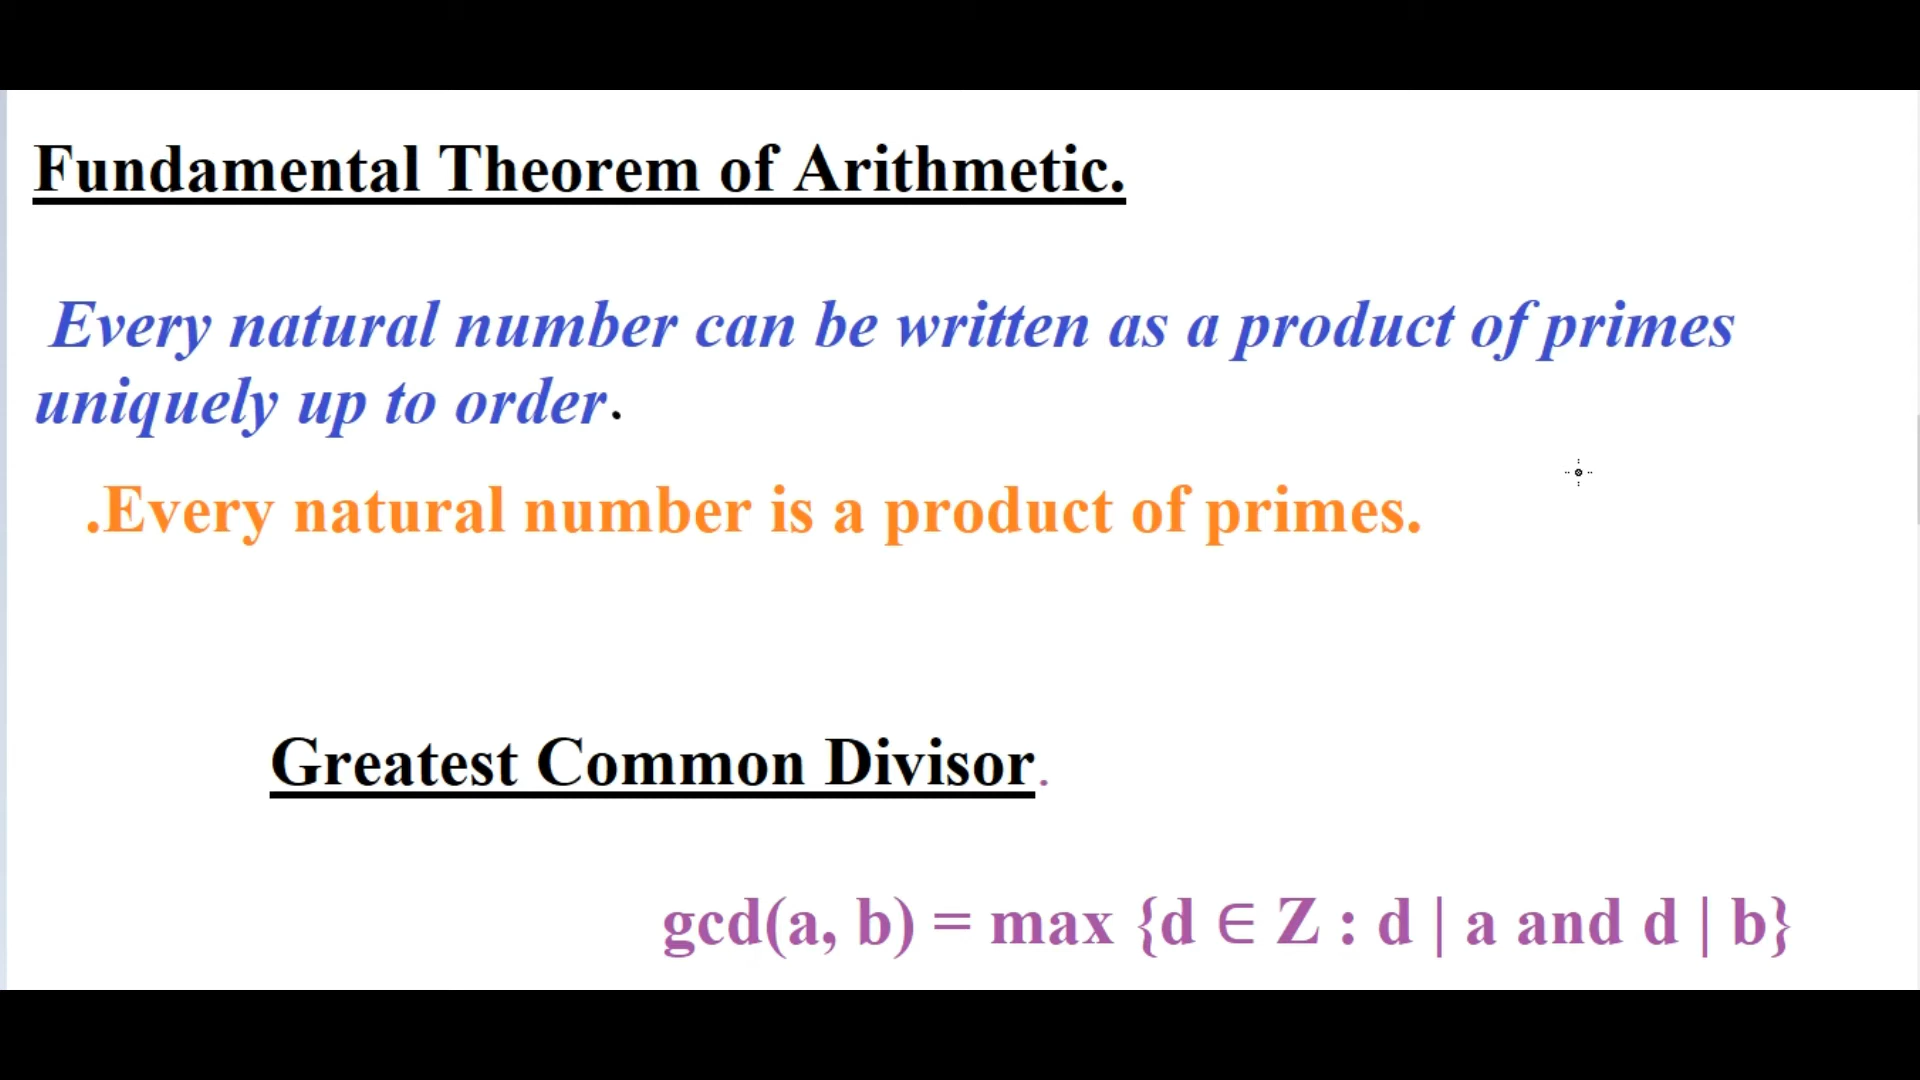 Fundamental Theorem of Arithmetic.
Every natural number can be written as a product of primes
uniquely up to order.
.Every natural number is a product of primes.
Greatest Common Divisor.
gcd(a, b) = max {d ∈ Z : d | a and d | b}